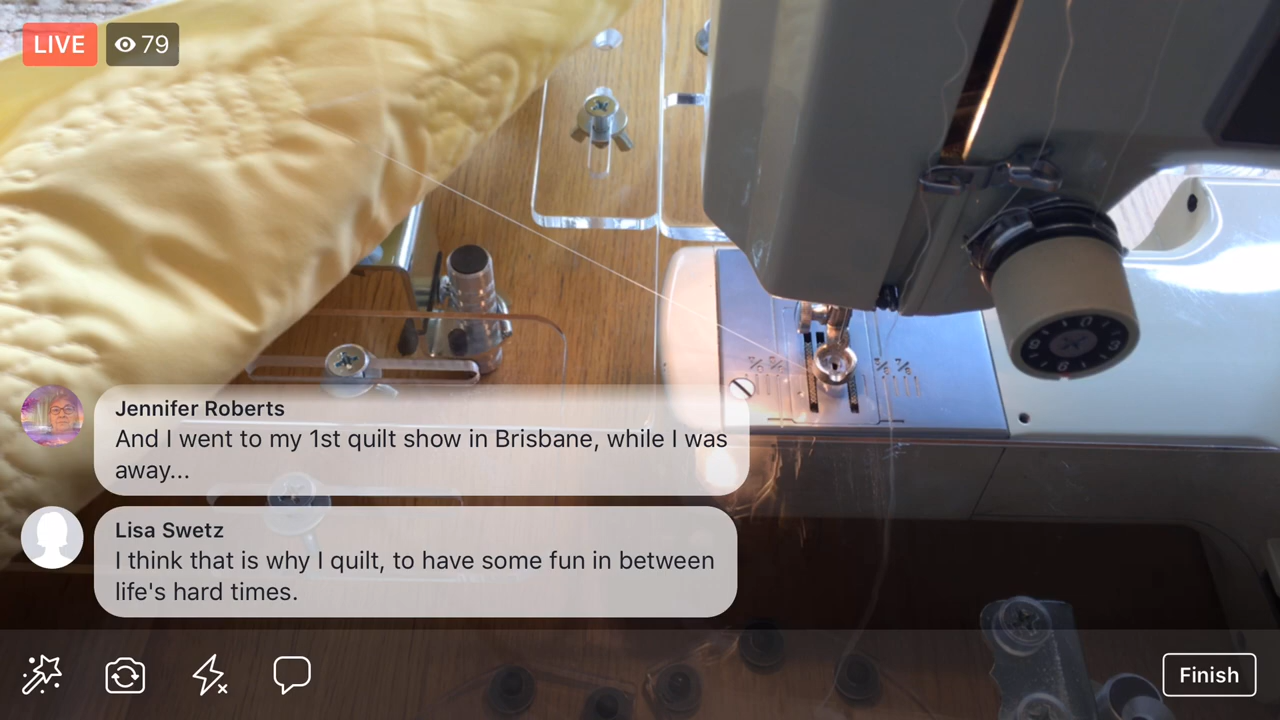 LIVE 79
Jennifer Roberts
And I went to my 1st quilt show in Brisbane, while I was
away...
Lisa Swetz
I think that is why I quilt, to have some fun in between
life's hard times.
Finish